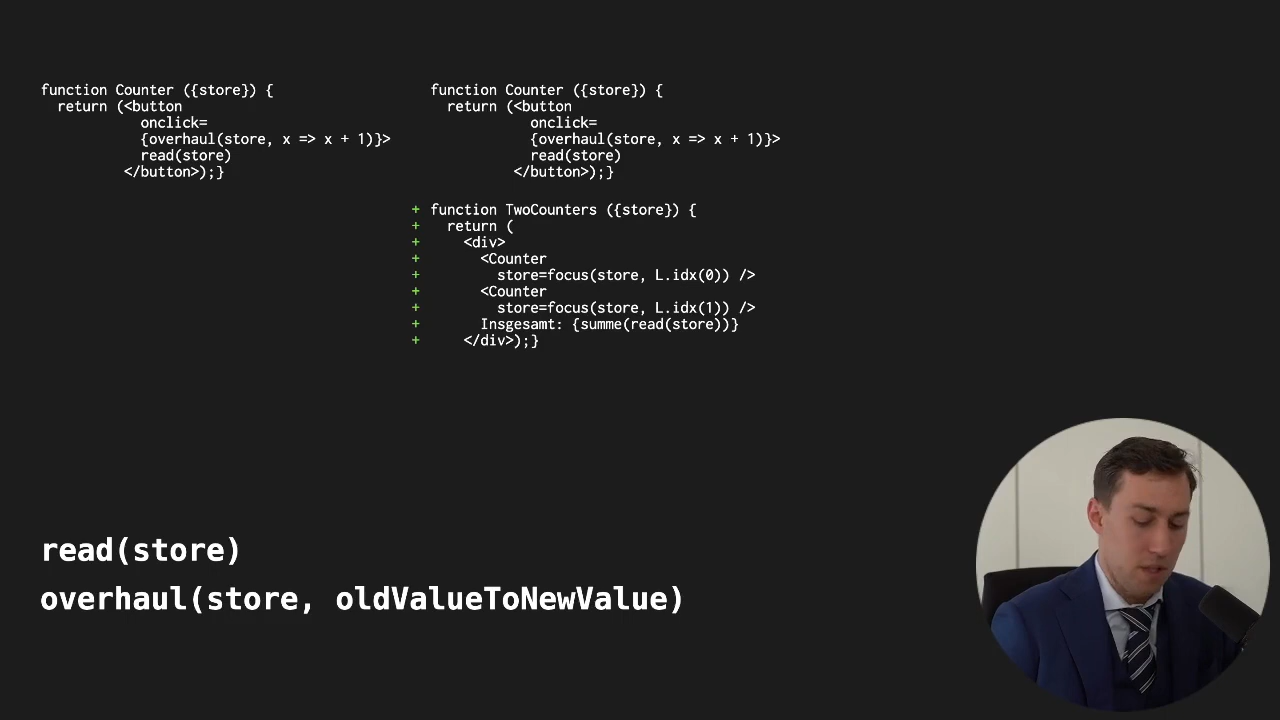 function Counter ({store}) {
  return (<button
            onclick=
            {overhaul(store, x => x + 1)}>
            read(store)
          </button>);}
function Counter ({store}) {
  return (<button
            onclick=
            {overhaul(store, x => x + 1)}>
            read(store)
          </button>);}
+ function TwoCounters ({store}) {
+   return (
+     <div>
+       <Counter
+         store=focus(store, L.idx(0)) />
+       <Counter
+         store=focus(store, L.idx(1)) />
+       Insgesamt: {summe(read(store))}
+     </div>);}
read(store)
overhaul(store, oldValueToNewValue)